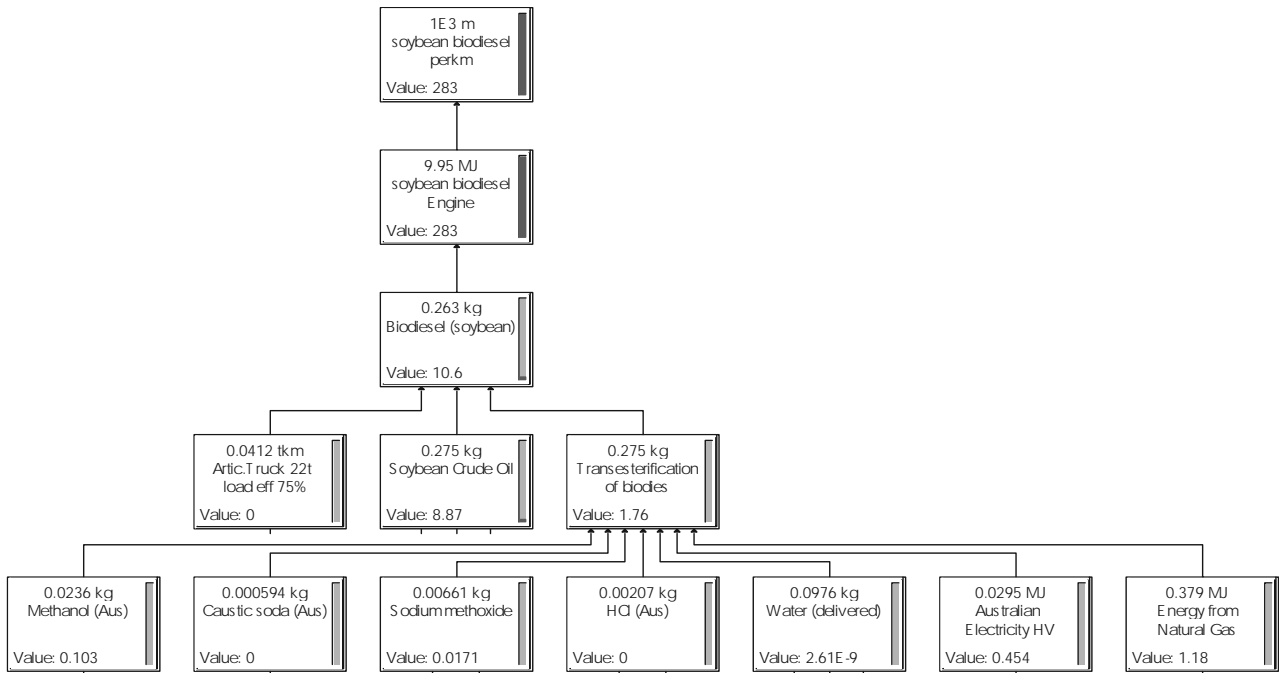 1E3 m
soybean biodiesel
perkm
Value: 283
9.95 MJ
soybean biodiesel
Engine
Value: 283
0.263 kg
Biodiesel (soybean)
Value: 10.6
0.0412 tkm
Artic.Truck 22t
load eff 75%
Value: 0
0.275 kg
Soybean Crude Oil
Value: 8.87
0.275 kg
Transesterification
of biodies
Value: 1.76
0.0236 kg
Methanol (Aus)
Value: 0.103
0.000594 kg
Caustic soda (Aus)
Value: 0
0.00661 kg
Sodium methoxide
Value: 0.0171
0.00207 kg
HCl (Aus)
Value: 0
0.0976 kg
Water (delivered)
Value: 2.61E-9
0.0295 MJ
Australian
Electricity HV
Value: 0.454
0.379 MJ
Energy from
Natural Gas
Value: 1.18